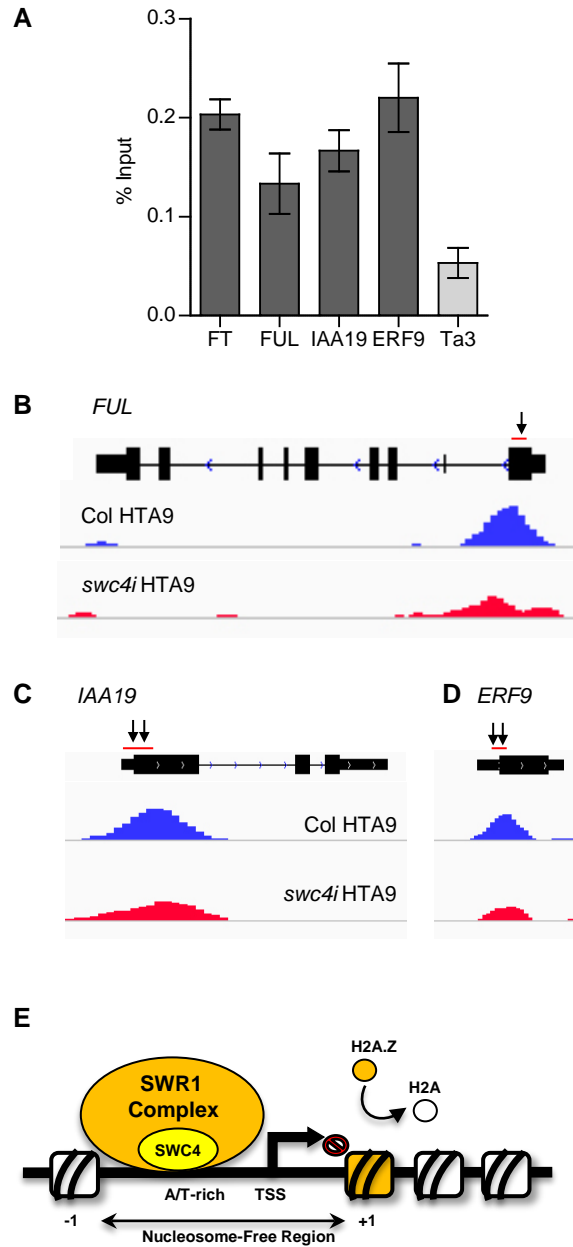 A
0.3
0.2
0.1
0.0
% Input
FT FUL IAA19 ERF9 Ta3
B
FUL
Col HTA9
swc4i HTA9
C
IAA19
D
ERF9
Col HTA9
swc4i HTA9
E
H2A.Z
H2A
SWR1
Complex
SWC4
A/T-rich
TSS
-1
+1
Nucleosome-Free Region